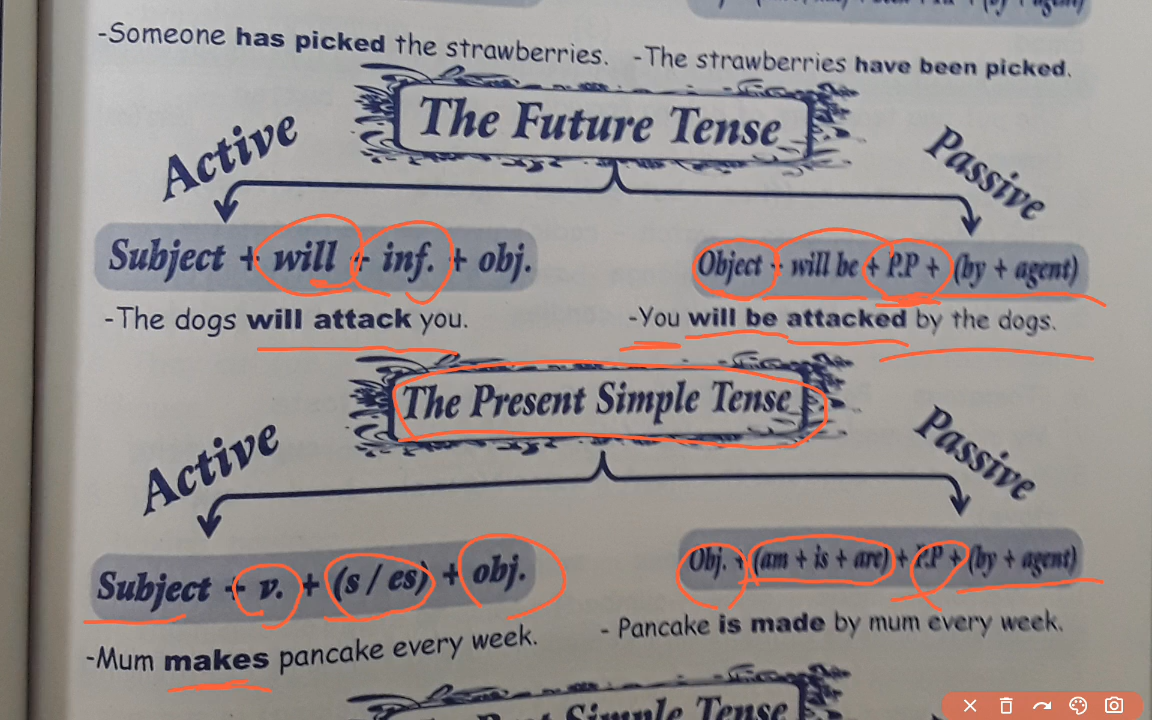 -Someone has picked the strawberries. -The strawberries have been picked.
The Future Tense
Active Passive
Subject + will + inf. + obj. Object + will be + P.P + (by + agent)
-The dogs will attack you. -You will be attacked by the dogs.
The Present Simple Tense
Active Passive
Subject + v. + (s / es) + obj. Obj. + (am + is + are) + P.P + (by + agent)
-Mum makes pancake every week. - Pancake is made by mum every week.
Simple Tense